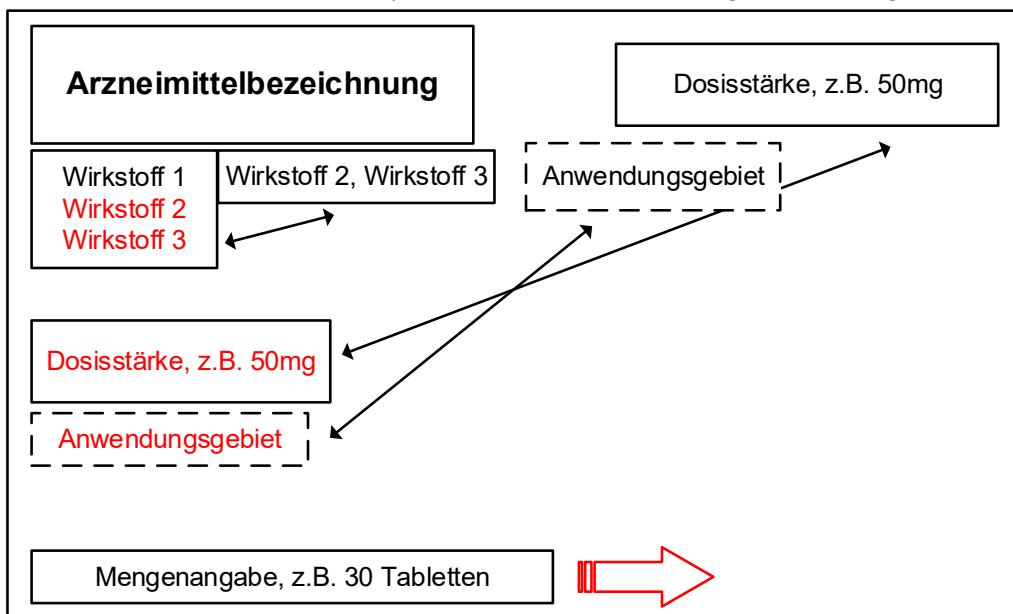 Arzneimittelbezeichnung
Dosisstärke, z.B. 50mg
Wirkstoff 1
Wirkstoff 2
Wirkstoff 3
Wirkstoff 2, Wirkstoff 3
Anwendungsgebiet
Dosisstärke, z.B. 50mg
Anwendungsgebiet
Mengenangabe, z.B. 30 Tabletten